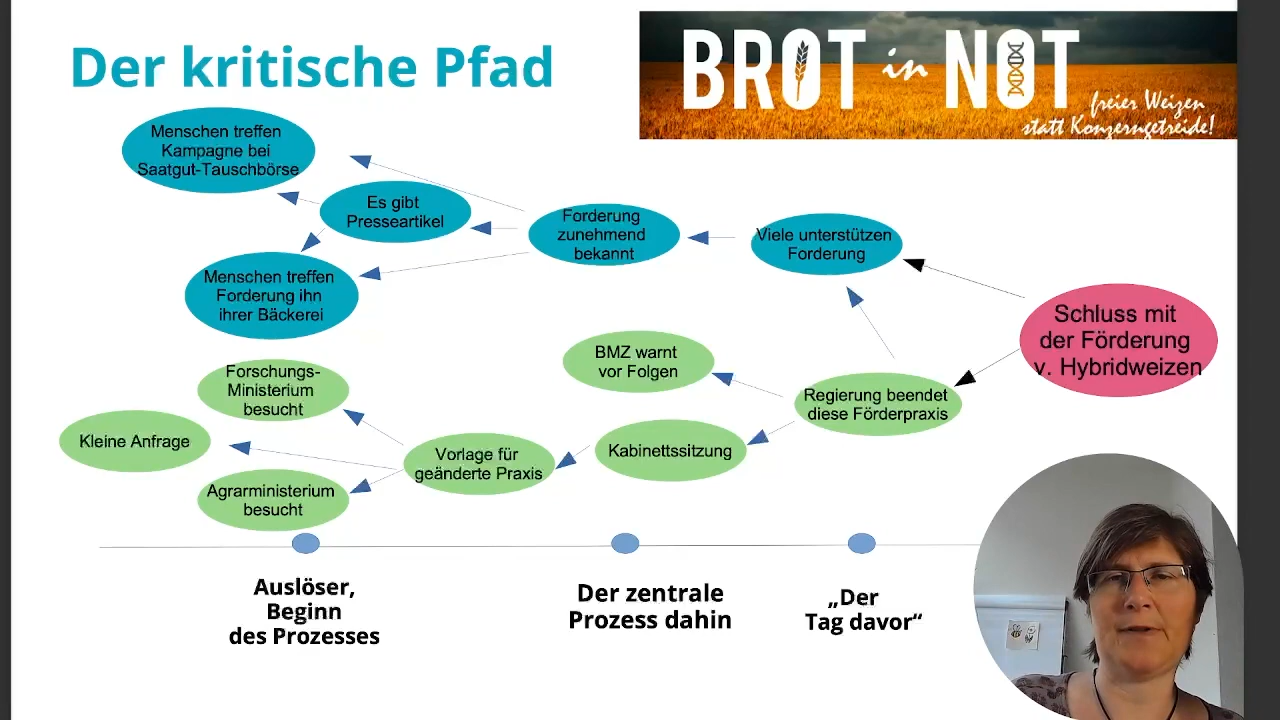 Der kritische Pfad
BROT in NOT
freier Weizen
statt Konzerngetreide!
Menschen treffen
Kampagne bei
Saatgut-Tauschbörse
Es gibt
Presseartikel
Menschen treffen
Forderung ihn
ihrer Bäckerei
Forderung
zunehmend
bekannt
Viele unterstützen
Forderung
Schluss mit
der Förderung
v. Hybridweizen
BMZ warnt
vor Folgen
Regierung beendet
diese Förderpraxis
Forschungs-
Ministerium
besucht
Kleine Anfrage
Agrarministerium
besucht
Vorlage für
geänderte Praxis
Kabinettssitzung
Auslöser,
Beginn
des Prozesses
Der zentrale
Prozess dahin
„Der
Tag davor“